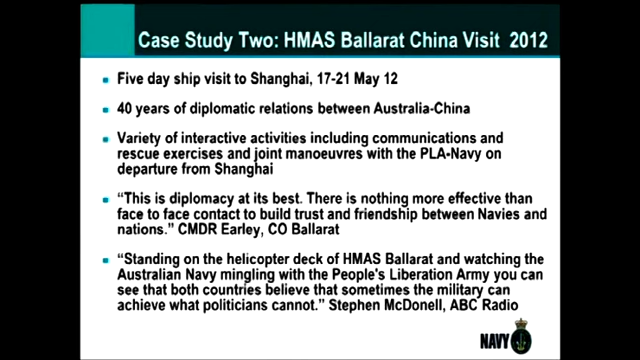 Case Study Two: HMAS Ballarat China Visit 2012
Five day ship visit to Shanghai, 17-21 May 12
40 years of diplomatic relations between Australia-China
Variety of interactive activities including communications and
rescue exercises and joint manoeuvres with the PLA-Navy on
departure from Shanghai
“This is diplomacy at its best. There is nothing more effective than
face to face contact to build trust and friendship between Navies and
nations.” CMDR Earley, CO Ballarat
“Standing on the helicopter deck of HMAS Ballarat and watching the
Australian Navy mingling with the People's Liberation Army you can
see that both countries believe that sometimes the military can
achieve what politicians cannot.” Stephen McDonell, ABC Radio
NAVY